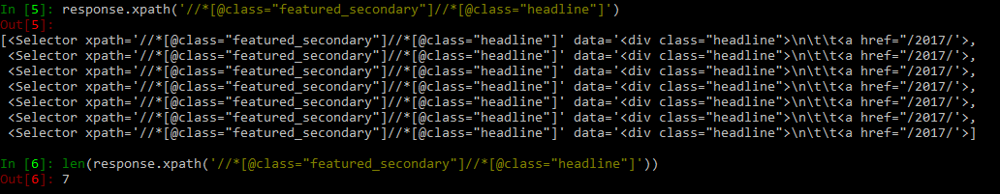 In [5]: response.xpath('//*[@class="featured_secondary"]//*[@class="headline"]')
Out[5]:
[<Selector xpath='//*[@class="featured_secondary"]//*[@class="headline"]' data='<div class="headline">\n\t\t<a href="/2017/'>,
 <Selector xpath='//*[@class="featured_secondary"]//*[@class="headline"]' data='<div class="headline">\n\t\t<a href="/2017/'>,
 <Selector xpath='//*[@class="featured_secondary"]//*[@class="headline"]' data='<div class="headline">\n\t\t<a href="/2017/'>,
 <Selector xpath='//*[@class="featured_secondary"]//*[@class="headline"]' data='<div class="headline">\n\t\t<a href="/2017/'>,
 <Selector xpath='//*[@class="featured_secondary"]//*[@class="headline"]' data='<div class="headline">\n\t\t<a href="/2017/'>,
 <Selector xpath='//*[@class="featured_secondary"]//*[@class="headline"]' data='<div class="headline">\n\t\t<a href="/2017/'>,
 <Selector xpath='//*[@class="featured_secondary"]//*[@class="headline"]' data='<div class="headline">\n\t\t<a href="/2017/'>]
In [6]: len(response.xpath('//*[@class="featured_secondary"]//*[@class="headline"]'))
Out[6]: 7